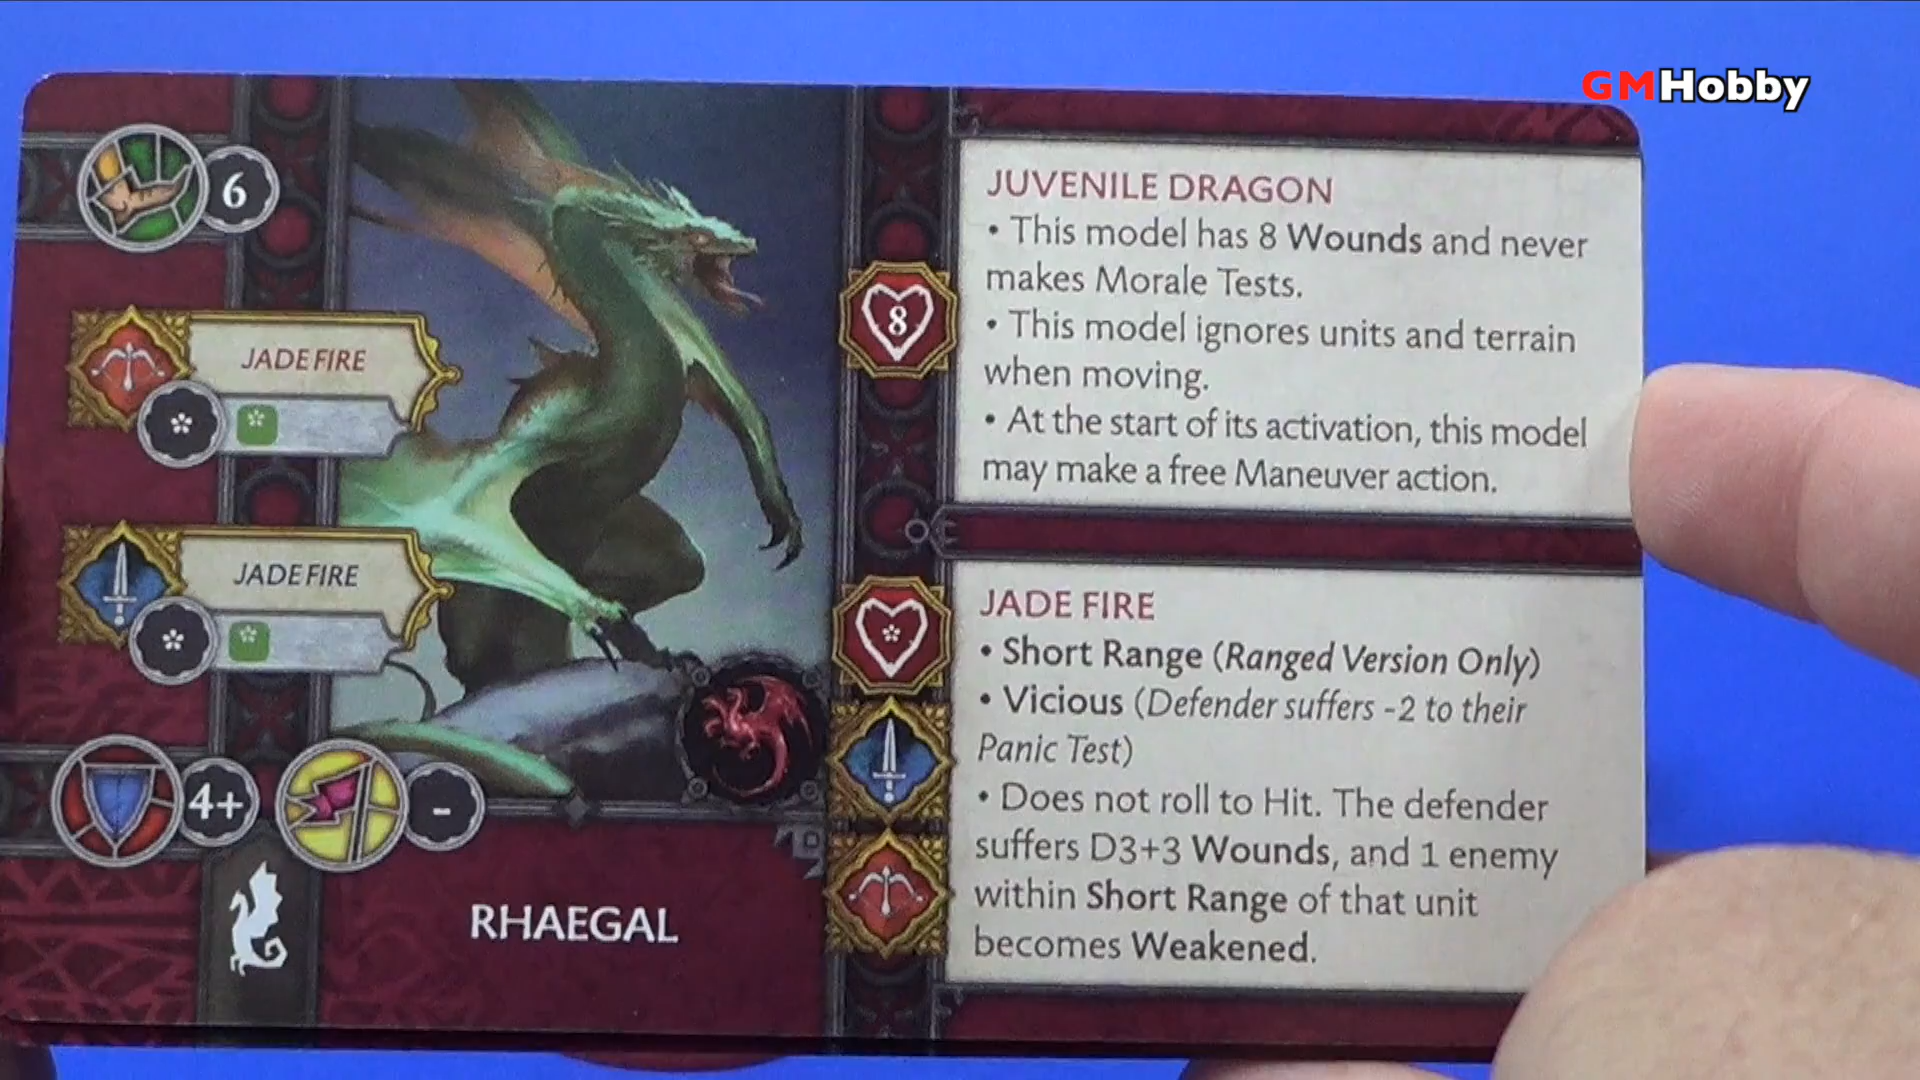 GMHobby
6
JADE FIRE
*
*
JADE FIRE
*
*
4+
-
RHAEGAL
8
JUVENILE DRAGON
• This model has 8 Wounds and never
makes Morale Tests.
• This model ignores units and terrain
when moving.
• At the start of its activation, this model
may make a free Maneuver action.
*
JADE FIRE
• Short Range (Ranged Version Only)
• Vicious (Defender suffers -2 to their
Panic Test)
• Does not roll to Hit. The defender
suffers D3+3 Wounds, and 1 enemy
within Short Range of that unit
becomes Weakened.